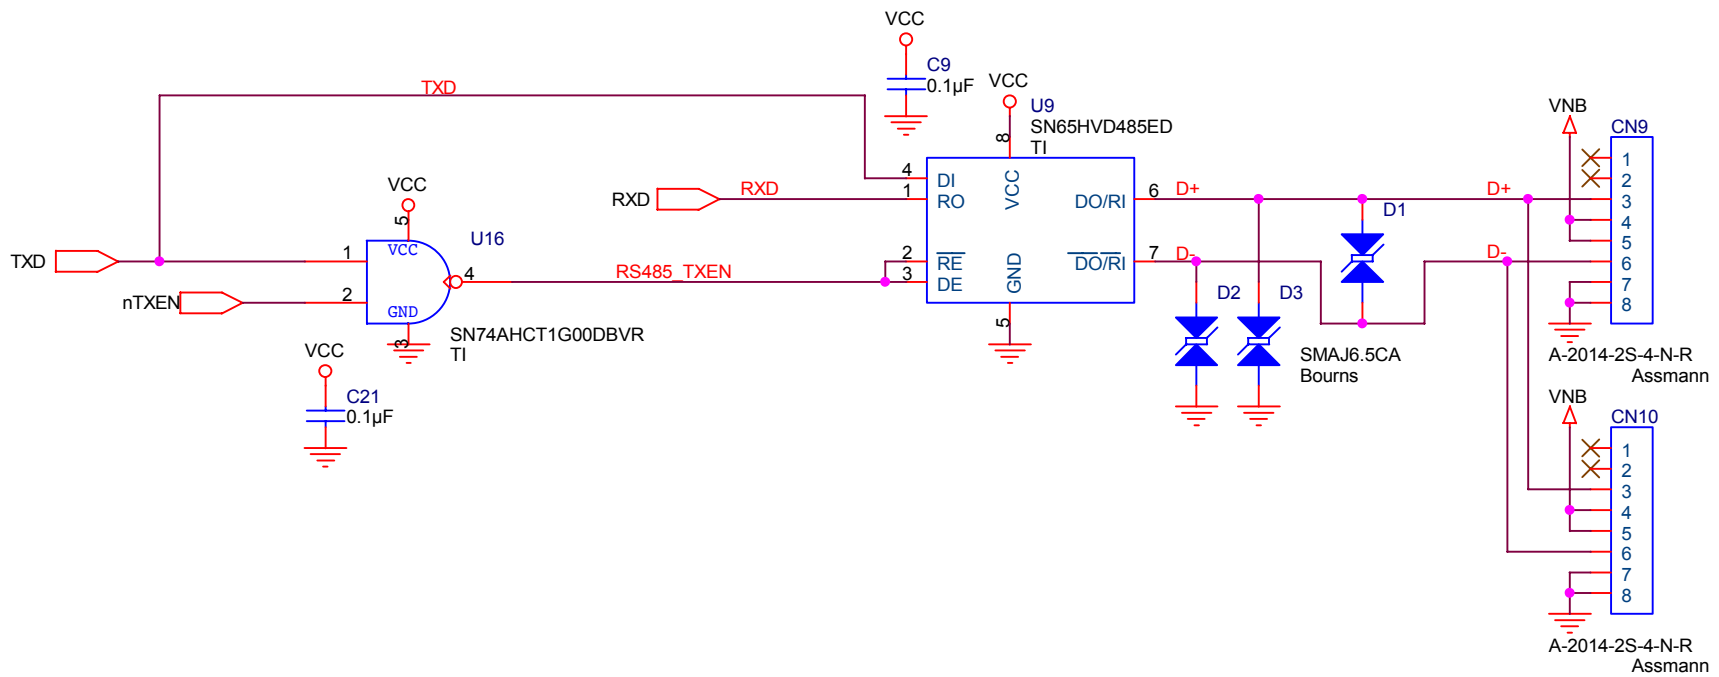 VCC
C9
0.1µF
VCC
U9
SN65HVD485ED
TI
TXD
8
4
DI
1
RO
VCC
DO/RI
6
D+
RXD
RXD
2
RE
3
DE
GND
DO/RI
7
D-
5
VCC
5
U16
TXD
1
VCC
4
RS485_TXEN
nTXEN
2
GND
3
SN74AHCT1G00DBVR
TI
VCC
C21
0.1µF
D1
D2
D3
SMAJ6.5CA
Bourns
D+
D-
VNB
CN9
1
2
3
4
5
6
7
8
A-2014-2S-4-N-R
Assmann
VNB
CN10
1
2
3
4
5
6
7
8
A-2014-2S-4-N-R
Assmann